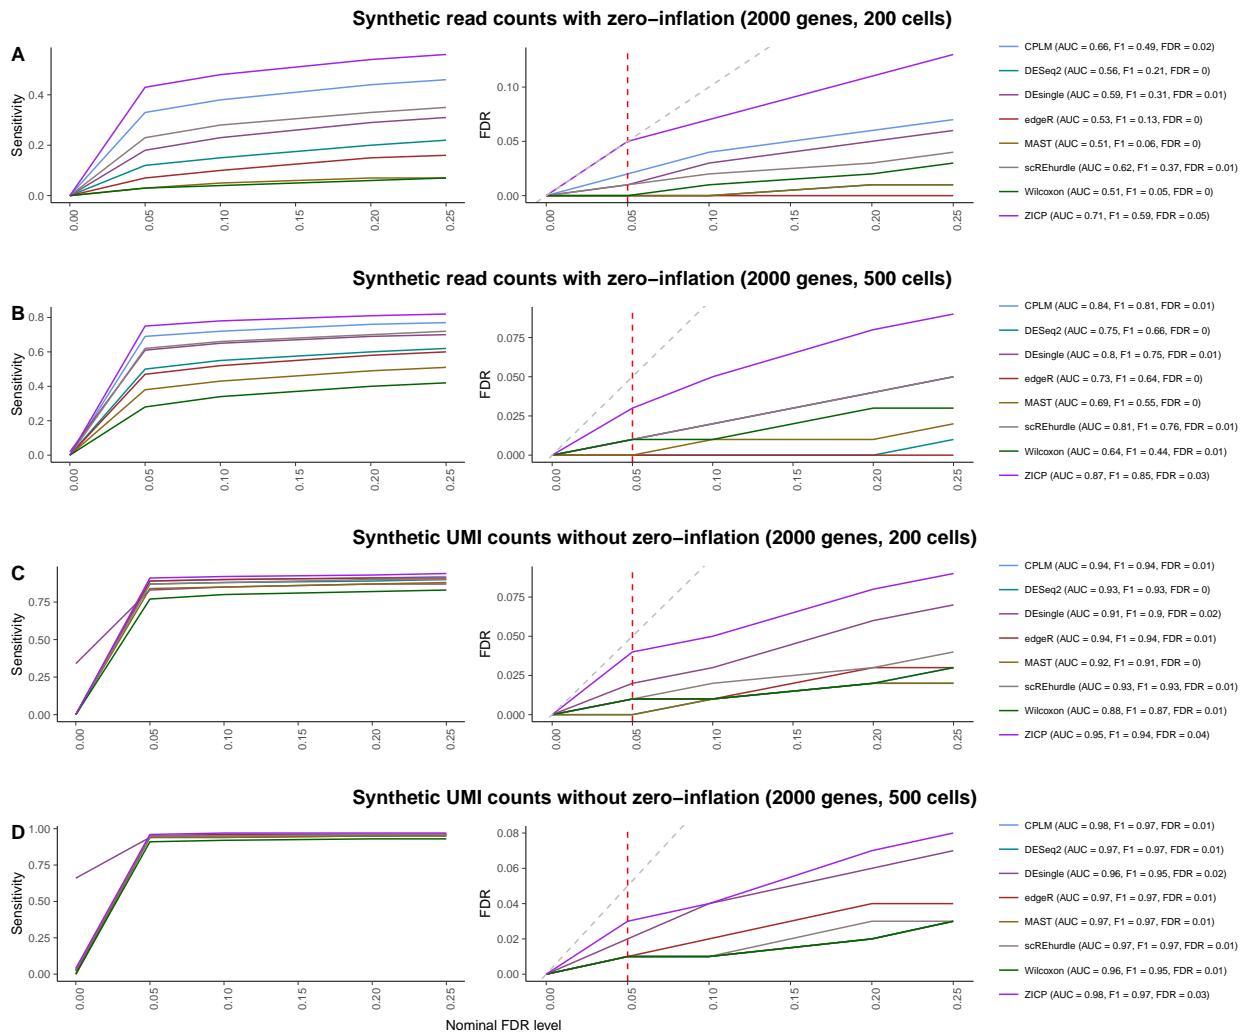 Synthetic read counts with zero−inflation (2000 genes, 200 cells)
A
Sensitivity
0.4
0.2
0.0
0.00
0.05
0.10
0.15
0.20
0.25
FDR
0.10
0.05
0.00
0.00
0.05
0.10
0.15
0.20
0.25
CPLM (AUC = 0.66, F1 = 0.49, FDR = 0.02)
DESeq2 (AUC = 0.56, F1 = 0.21, FDR = 0)
DEsingle (AUC = 0.59, F1 = 0.31, FDR = 0.01)
edgeR (AUC = 0.53, F1 = 0.13, FDR = 0)
MAST (AUC = 0.51, F1 = 0.06, FDR = 0)
scREhurdle (AUC = 0.62, F1 = 0.37, FDR = 0.01)
Wilcoxon (AUC = 0.51, F1 = 0.05, FDR = 0)
ZICP (AUC = 0.71, F1 = 0.59, FDR = 0.05)
Synthetic read counts with zero−inflation (2000 genes, 500 cells)
B
Sensitivity
0.8
0.6
0.4
0.2
0.0
0.00
0.05
0.10
0.15
0.20
0.25
FDR
0.075
0.050
0.025
0.000
0.00
0.05
0.10
0.15
0.20
0.25
CPLM (AUC = 0.84, F1 = 0.81, FDR = 0.01)
DESeq2 (AUC = 0.75, F1 = 0.66, FDR = 0)
DEsingle (AUC = 0.8, F1 = 0.75, FDR = 0.01)
edgeR (AUC = 0.73, F1 = 0.64, FDR = 0)
MAST (AUC = 0.69, F1 = 0.55, FDR = 0)
scREhurdle (AUC = 0.81, F1 = 0.76, FDR = 0.01)
Wilcoxon (AUC = 0.64, F1 = 0.44, FDR = 0.01)
ZICP (AUC = 0.87, F1 = 0.85, FDR = 0.03)
Synthetic UMI counts without zero−inflation (2000 genes, 200 cells)
C
Sensitivity
0.75
0.50
0.25
0.00
0.00
0.05
0.10
0.15
0.20
0.25
FDR
0.075
0.050
0.025
0.000
0.00
0.05
0.10
0.15
0.20
0.25
CPLM (AUC = 0.94, F1 = 0.94, FDR = 0.01)
DESeq2 (AUC = 0.93, F1 = 0.93, FDR = 0)
DEsingle (AUC = 0.91, F1 = 0.9, FDR = 0.02)
edgeR (AUC = 0.94, F1 = 0.94, FDR = 0.01)
MAST (AUC = 0.92, F1 = 0.91, FDR = 0)
scREhurdle (AUC = 0.93, F1 = 0.93, FDR = 0.01)
Wilcoxon (AUC = 0.88, F1 = 0.87, FDR = 0.01)
ZICP (AUC = 0.95, F1 = 0.94, FDR = 0.04)
Synthetic UMI counts without zero−inflation (2000 genes, 500 cells)
D
Sensitivity
1.00
0.75
0.50
0.25
0.00
0.00
0.05
0.10
0.15
0.20
0.25
FDR
0.08
0.06
0.04
0.02
0.00
0.00
0.05
0.10
0.15
0.20
0.25
CPLM (AUC = 0.98, F1 = 0.97, FDR = 0.01)
DESeq2 (AUC = 0.97, F1 = 0.97, FDR = 0.01)
DEsingle (AUC = 0.96, F1 = 0.95, FDR = 0.02)
edgeR (AUC = 0.97, F1 = 0.97, FDR = 0.01)
MAST (AUC = 0.97, F1 = 0.97, FDR = 0.01)
scREhurdle (AUC = 0.97, F1 = 0.97, FDR = 0.01)
Wilcoxon (AUC = 0.96, F1 = 0.95, FDR = 0.01)
ZICP (AUC = 0.98, F1 = 0.97, FDR = 0.03)
Nominal FDR level